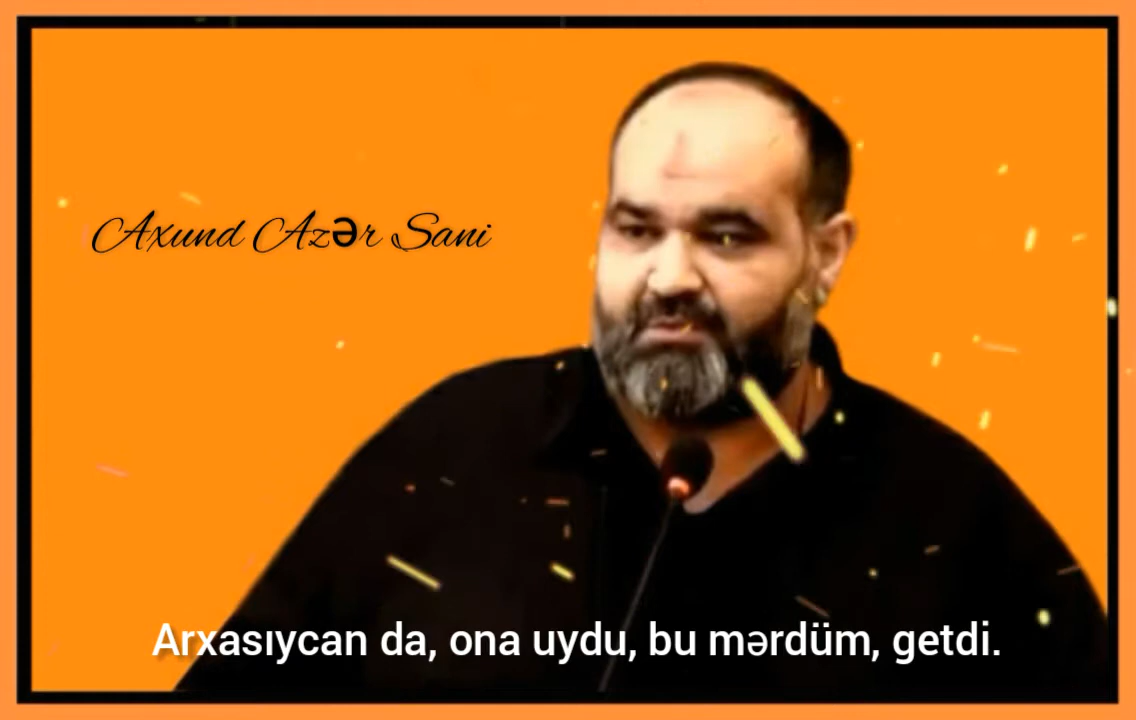 Axund Azər Sani
Arxasıycan da, ona uydu, bu mərdüm, getdi.